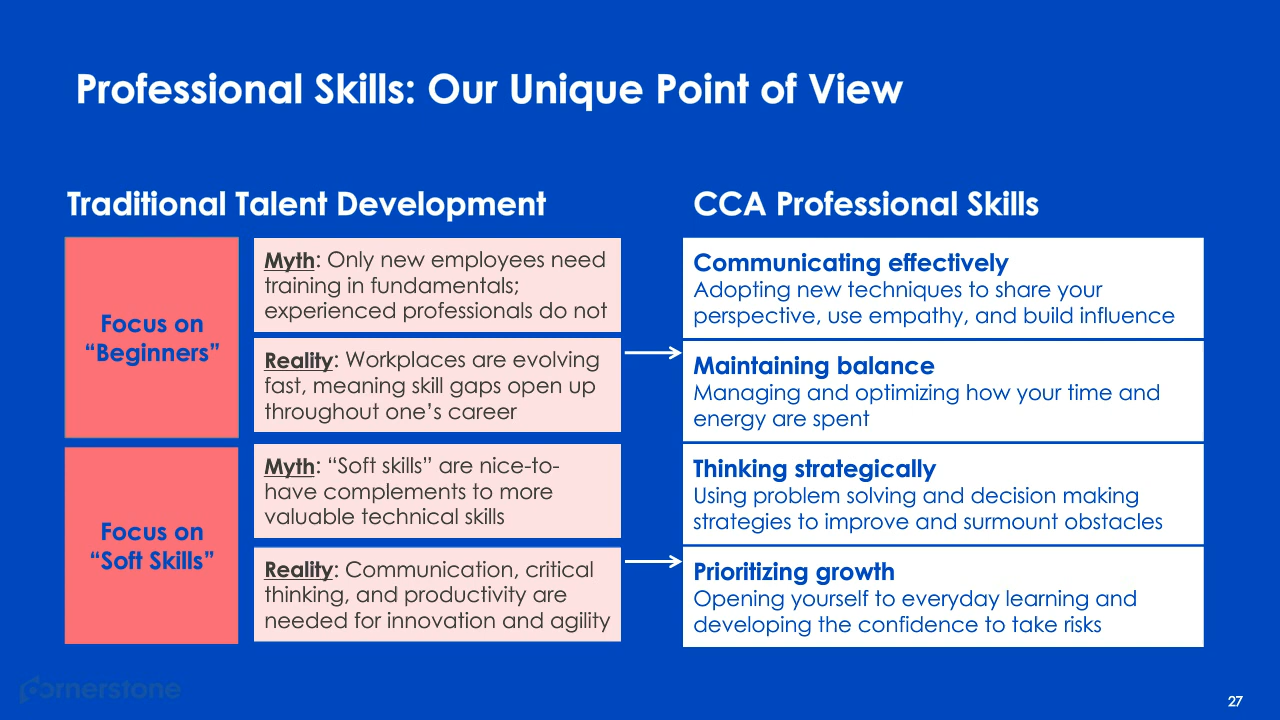 Professional Skills: Our Unique Point of View
Traditional Talent Development
Focus on
“Beginners”
Myth: Only new employees need
training in fundamentals;
experienced professionals do not
Reality: Workplaces are evolving
fast, meaning skill gaps open up
throughout one’s career
Focus on
“Soft Skills”
Myth: “Soft skills” are nice-to-
have complements to more
valuable technical skills
Reality: Communication, critical
thinking, and productivity are
needed for innovation and agility
CCA Professional Skills
Communicating effectively
Adopting new techniques to share your
perspective, use empathy, and build influence
Maintaining balance
Managing and optimizing how your time and
energy are spent
Thinking strategically
Using problem solving and decision making
strategies to improve and surmount obstacles
Prioritizing growth
Opening yourself to everyday learning and
developing the confidence to take risks
cornerstone
27